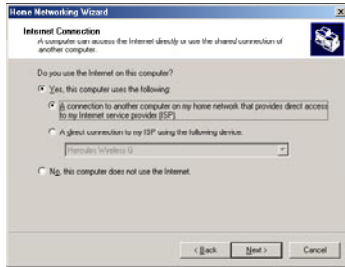 Home Networking Wizard
Internet Connection
A computer can access the Internet directly or use the shared connection of
another computer.
Do you use the Internet on this computer?
Yes, this computer uses the following:
A connection to another computer on my home network that provides direct access
to my Internet service provider (ISP).
A direct connection to my ISP using the following device.
Hercules Wireless G
No, this computer does not use the Internet.
< Back
Next >
Cancel